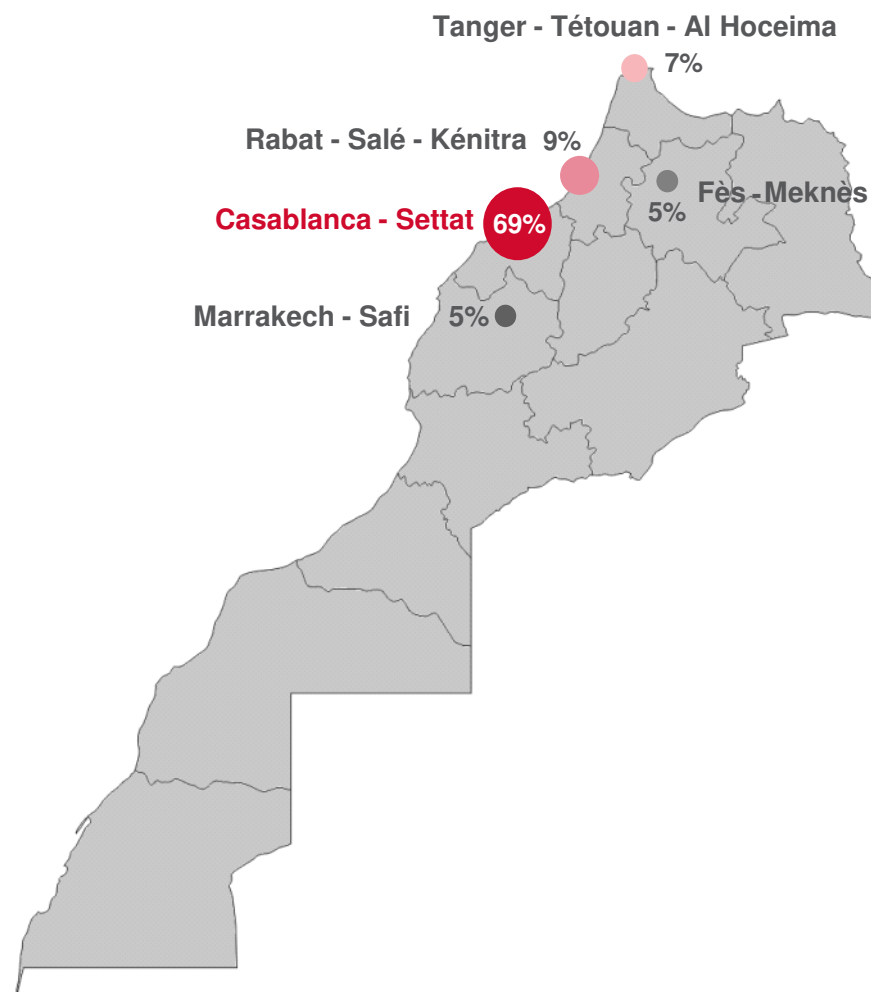 Tanger - Tétouan - Al Hoceima
7%
Rabat - Salé - Kénitra 9%
Fès -Meknès
5%
Casablanca - Settat 69%
Marrakech - Safi 5%